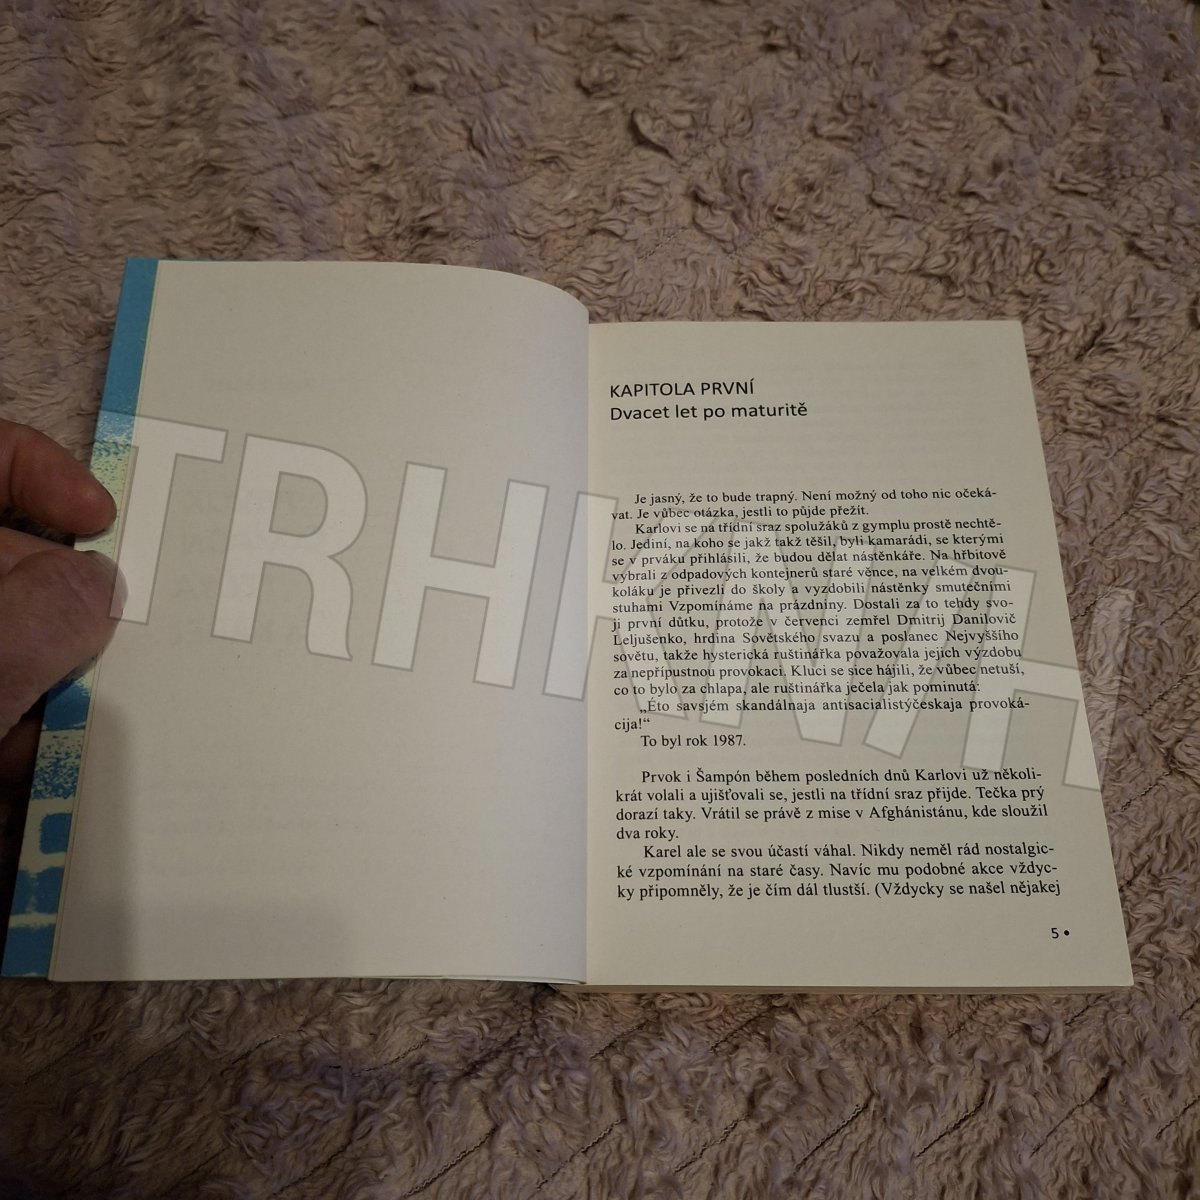 KAPITOLA PRVNÍ
Dvacet let po maturitě
Je jasný, že to bude trapný. Není možný od toho nic očeká-
vat. Je vůbec otázka, jestli to půjde přežít.
Karlovi se na třídní sraz spolužáků z gymplu prostě nechtě-
lo. Jediní, na koho se jakž takž těšil, byli kamarádi, se kterými
se v prváku přihlásili, že budou dělat nástěnkáře. Na hřbitově
vybrali z odpadových kontejnerů staré věnce, na velkém dvou-
koláku je přivezli do školy a vyzdobili nástěnky smutečními
stuhami Vzpomínáme na prázdniny. Dostali za to tehdy svo-
ji první důtku, protože v červenci zemřel Dmitrij Danilovič
Leljušenko, hrdina Sovětského svazu a poslanec Nejvyššího
sovětu, takže hysterická ruštinářka považovala jejich výzdobu
za nepřípustnou provokaci. Kluci se sice hájili, že vůbec netuší,
co to bylo za chlapa, ale ruštinářka ječela jak pominutá:
„Éto savsjém skandálnaja antisacialistýčeskaja provoká-
cija!“
To byl rok 1987.
Prvok i Šampón během posledních dnů Karlovi už několi-
krát volali a ujišťovali se, jestli na třídní sraz přijde. Tečka prý
dorazí taky. Vrátil se právě z mise v Afghánistánu, kde sloužil
dva roky.
Karel ale se svou účastí váhal. Nikdy neměl rád nostalgic-
ké vzpomínání na staré časy. Navíc mu podobné akce vždyc-
ky připomněly, že je čím dál tlustší. (Vždycky se našel nějakej
5 •
TRHKNIH